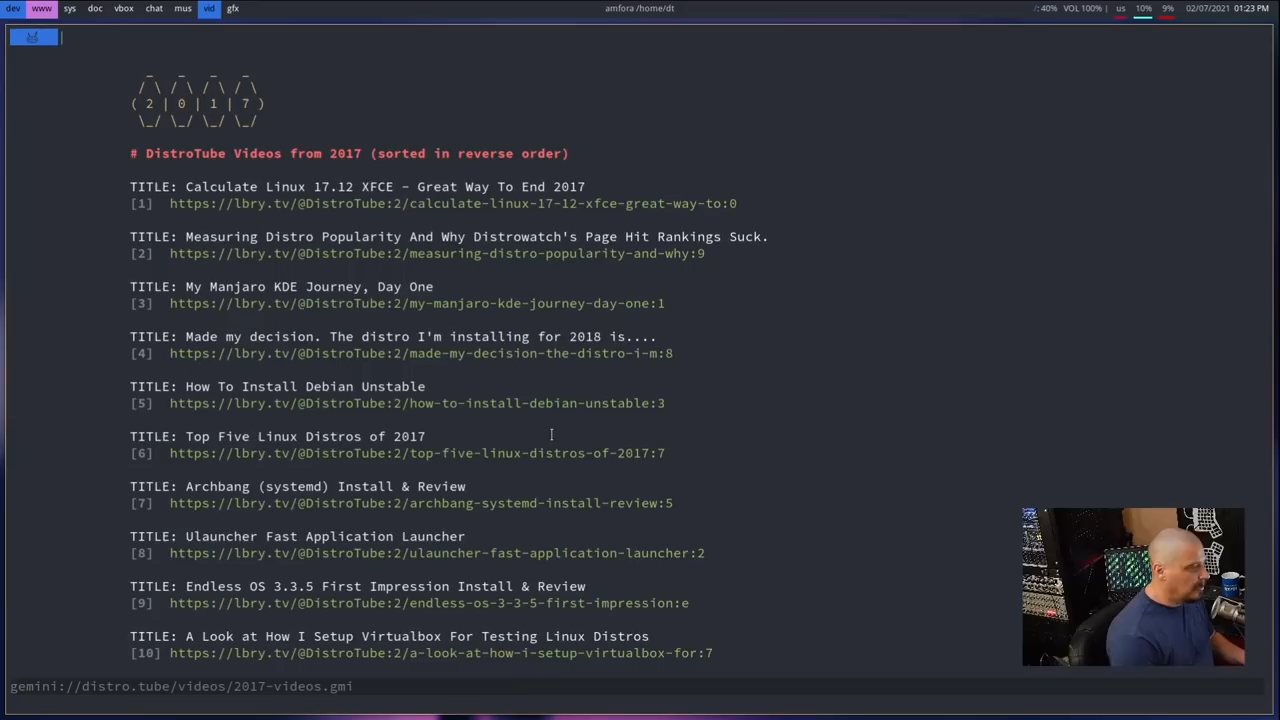 dev www sys doc vbox chat mus vid gfx amfora /home/dt /: 40% VOL 100% | us 10% 9% 02/07/2021 01:23 PM
( 2 | 0 | 1 | 7 )
# DistroTube Videos from 2017 (sorted in reverse order)
TITLE: Calculate Linux 17.12 XFCE - Great Way To End 2017
[1] https://lbry.tv/@DistroTube:2/calculate-linux-17-12-xfce-great-way-to:0
TITLE: Measuring Distro Popularity And Why Distrowatch's Page Hit Rankings Suck.
[2] https://lbry.tv/@DistroTube:2/measuring-distro-popularity-and-why:9
TITLE: My Manjaro KDE Journey, Day One
[3] https://lbry.tv/@DistroTube:2/my-manjaro-kde-journey-day-one:1
TITLE: Made my decision. The distro I'm installing for 2018 is....
[4] https://lbry.tv/@DistroTube:2/made-my-decision-the-distro-i-m:8
TITLE: How To Install Debian Unstable
[5] https://lbry.tv/@DistroTube:2/how-to-install-debian-unstable:3
TITLE: Top Five Linux Distros of 2017
[6] https://lbry.tv/@DistroTube:2/top-five-linux-distros-of-2017:7
TITLE: Archbang (systemd) Install & Review
[7] https://lbry.tv/@DistroTube:2/archbang-systemd-install-review:5
TITLE: Ulauncher Fast Application Launcher
[8] https://lbry.tv/@DistroTube:2/ulauncher-fast-application-launcher:2
TITLE: Endless OS 3.3.5 First Impression Install & Review
[9] https://lbry.tv/@DistroTube:2/endless-os-3-3-5-first-impression:e
TITLE: A Look at How I Setup Virtualbox For Testing Linux Distros
[10] https://lbry.tv/@DistroTube:2/a-look-at-how-i-setup-virtualbox-for:7
gemini://distro.tube/videos/2017-videos.gmi